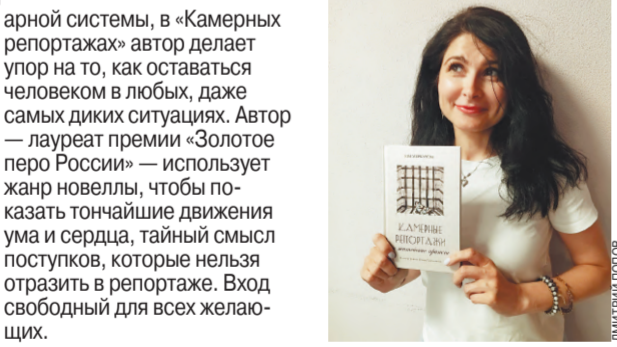 арной системы, в «Камерных
репортажах» автор делает
упор на то, как оставаться
человеком в любых, даже
самых диких ситуациях. Автор
— лауреат премии «Золотое
перо России» — использует
жанр новеллы, чтобы по-
казать тончайшие движения
ума и сердца, тайный смысл
поступков, которые нельзя
отразить в репортаже. Вход
свободный для всех желаю-
щих.
КАМЕРНЫЕ
РЕПОРТАЖИ
ДМИТРИЙ ПОПОВ